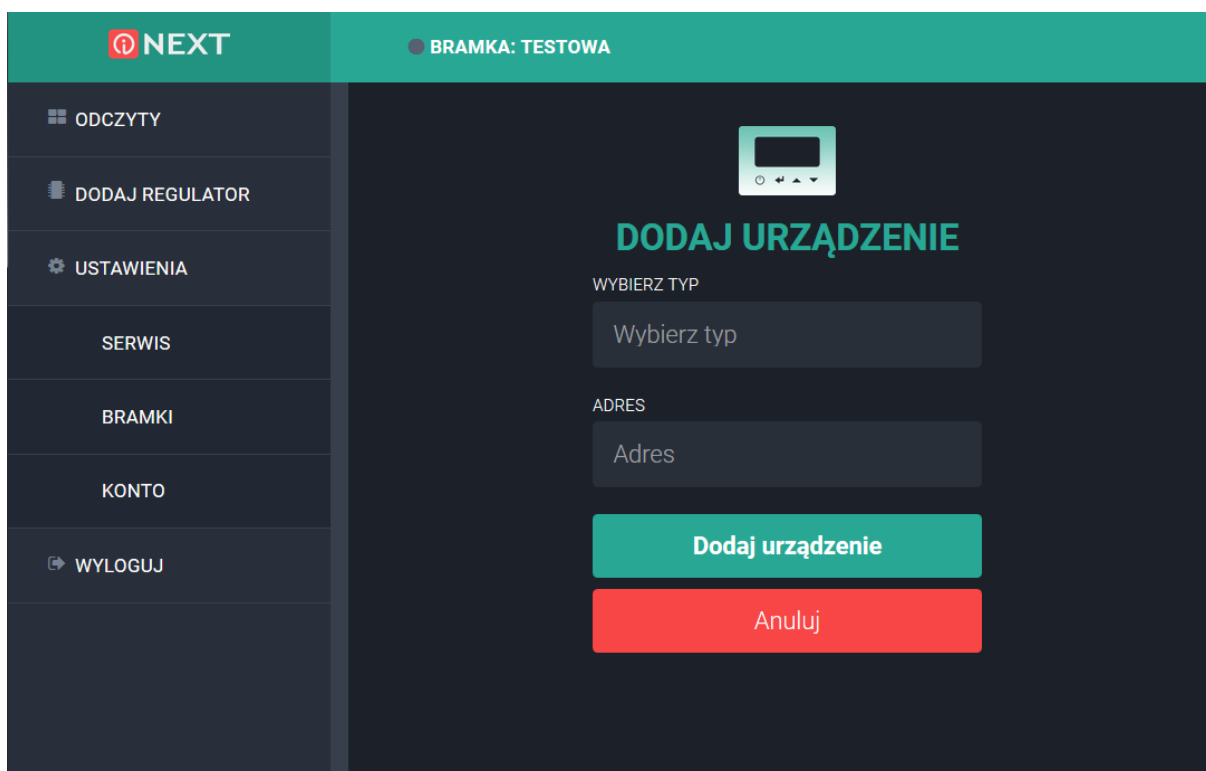 NEXT
BRAMKA: TESTOWA
ODCZYTY
DODAJ REGULATOR
USTAWIENIA
SERWIS
BRAMKI
KONTO
WYLOGUJ
DODAJ URZĄDZENIE
WYBIERZ TYP
Wybierz typ
ADRES
Adres
Dodaj urządzenie
Anuluj